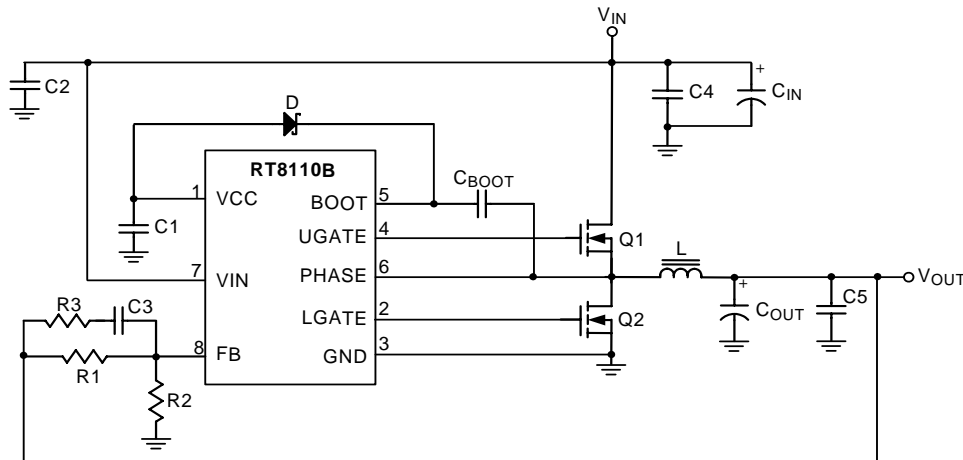 VIN
C2
C4
CIN
D
RT8110B
CBOOT
1 VCC
BOOT 5
C1
UGATE 4
Q1
7 VIN
PHASE 6
L
VOUT
R3 C3
LGATE 2
Q2
COUT
C5
8 FB
GND 3
R1
R2
+
+